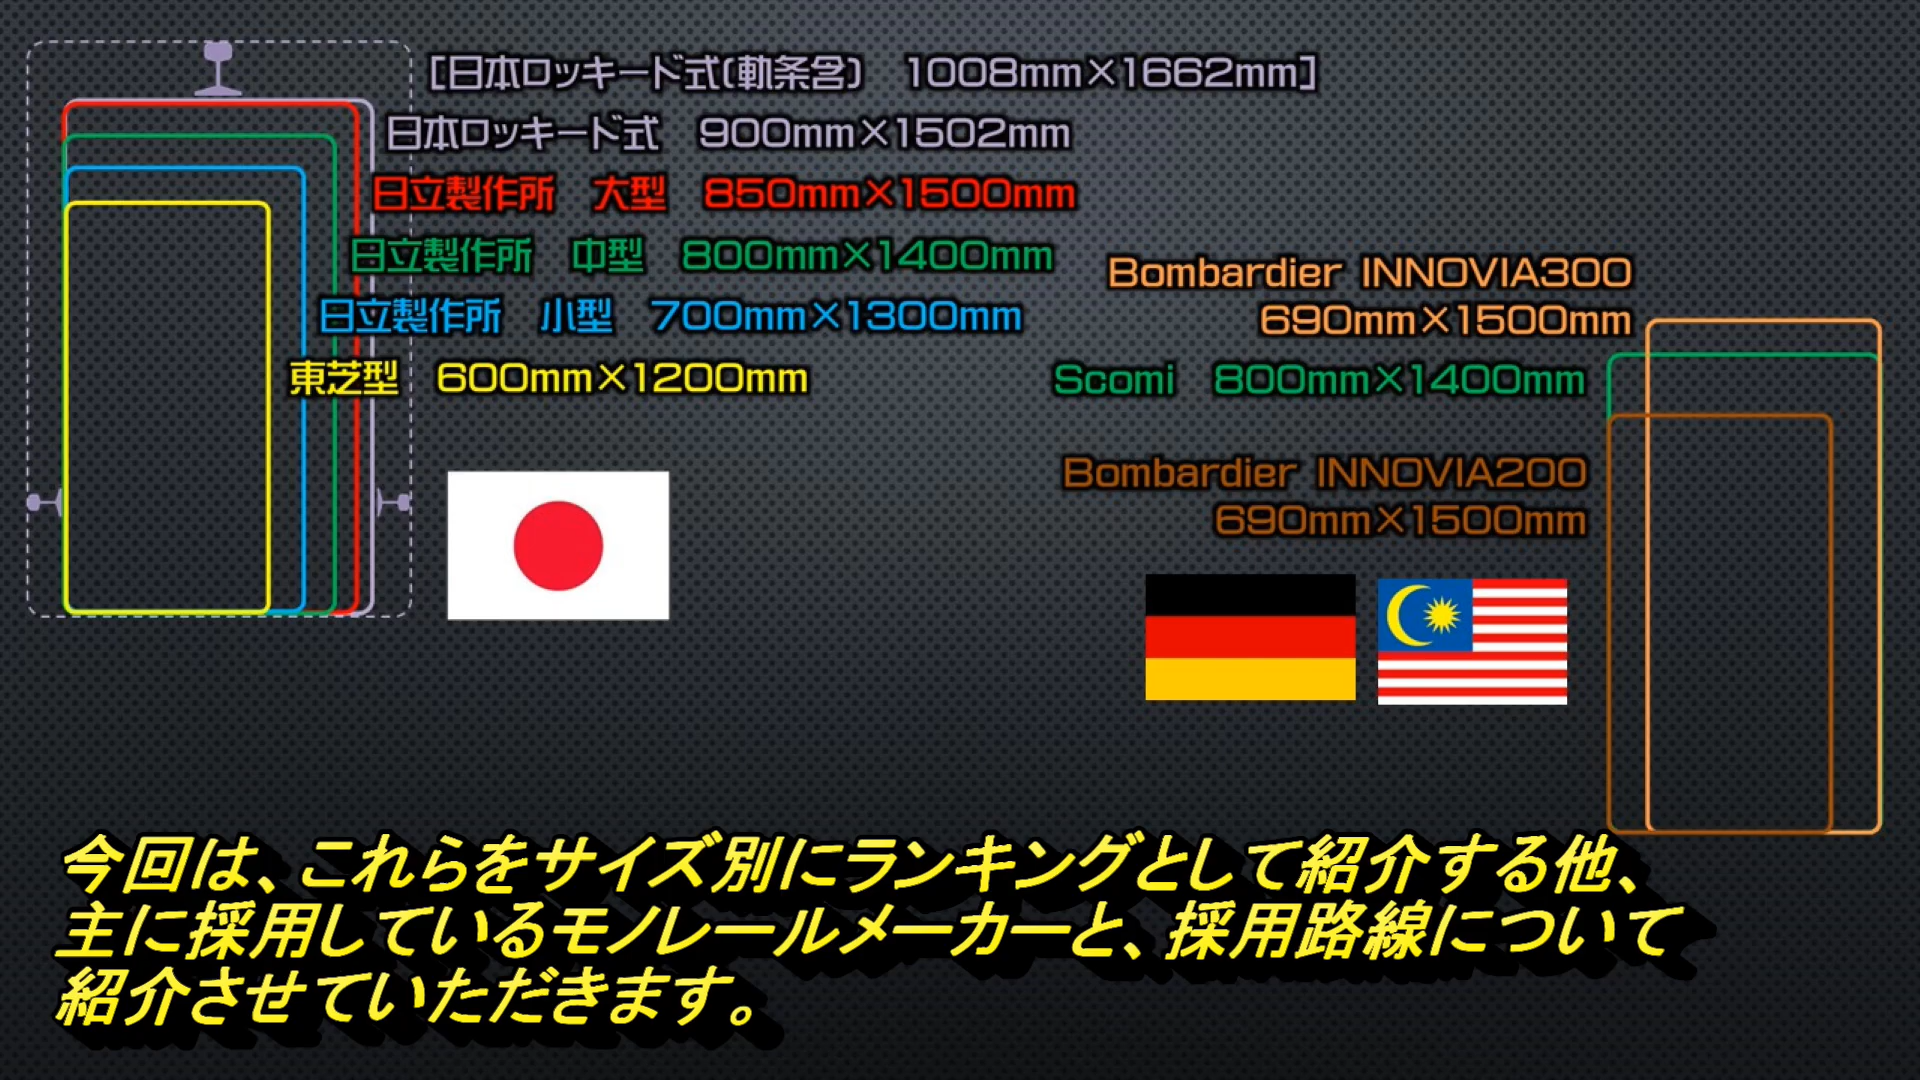 [日本ロッキード式(軌条含)　1008mm×1662mm]
日本ロッキード式　900mm×1502mm
日立製作所　大型　850mm×1500mm
日立製作所　中型　800mm×1400mm
日立製作所　小型　700mm×1300mm
東芝型　600mm×1200mm
Bombardier INNOVIA300
690mm×1500mm
Scomi　800mm×1400mm
Bombardier INNOVIA200
690mm×1500mm
今回は、これらをサイズ別にランキングとして紹介する他、
主に採用しているモノレールメーカーと、採用路線について
紹介させていただきます。